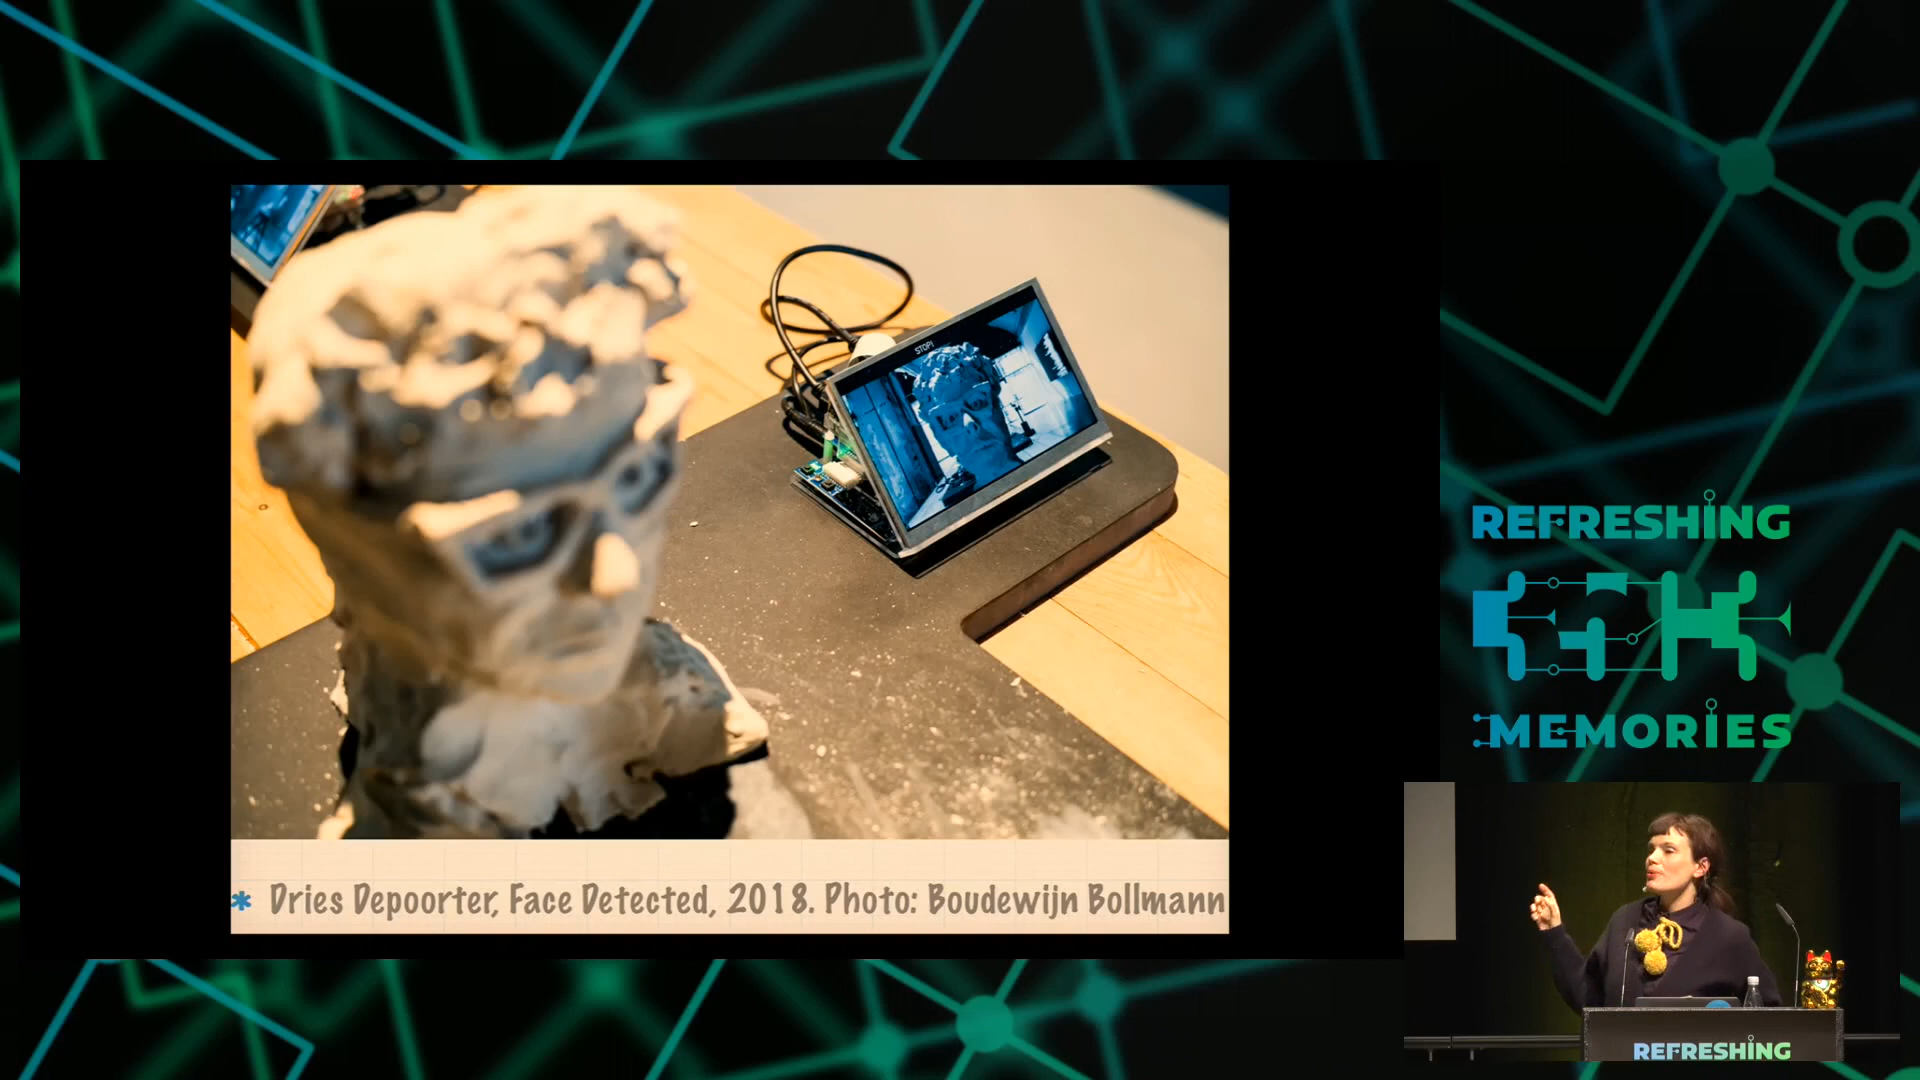 STOP!
* Dries Depoorter, Face Detected, 2018. Photo: Boudewijn Bollmann
REFRESHING
MEMORIES
REFRESHING